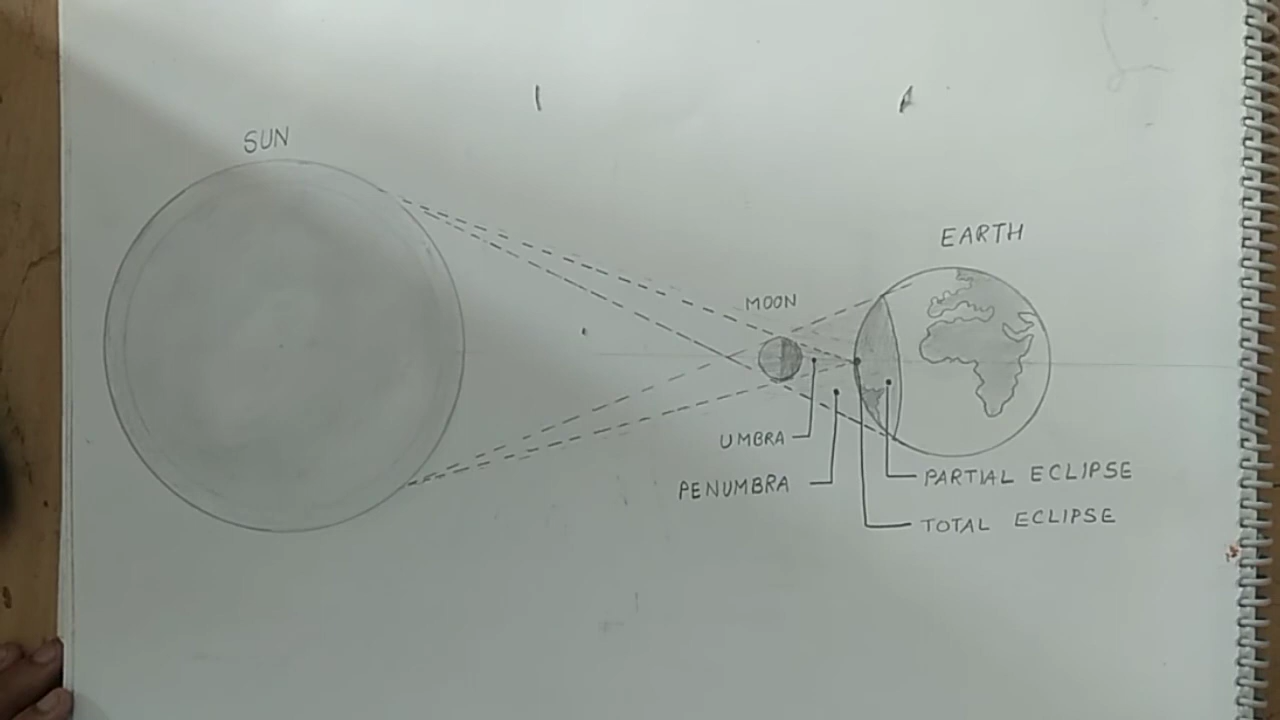 SUN
EARTH
MOON
UMBRA
PENUMBRA
PARTIAL ECLIPSE
TOTAL ECLIPSE